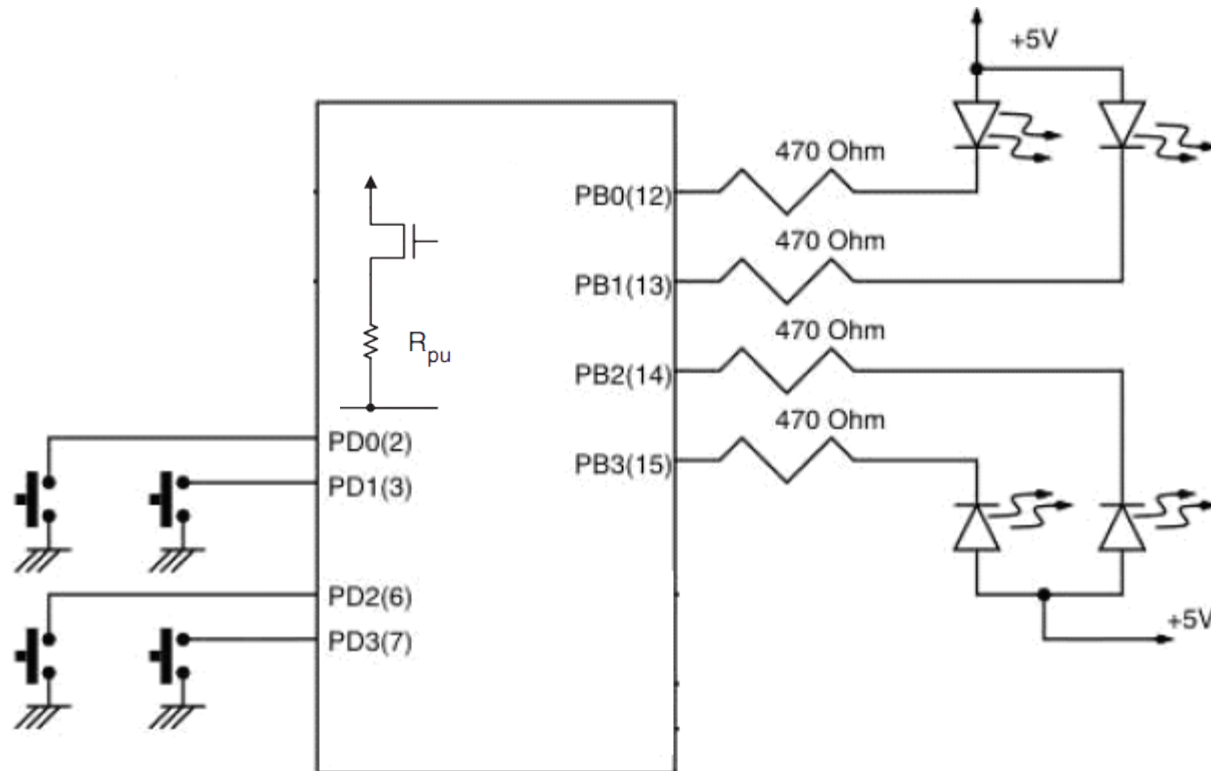 +5V
470 Ohm
PB0(12)
470 Ohm
PB1(13)
470 Ohm
R_pu
PB2(14)
470 Ohm
PD0(2)
PB3(15)
PD1(3)
PD2(6)
+5V
PD3(7)